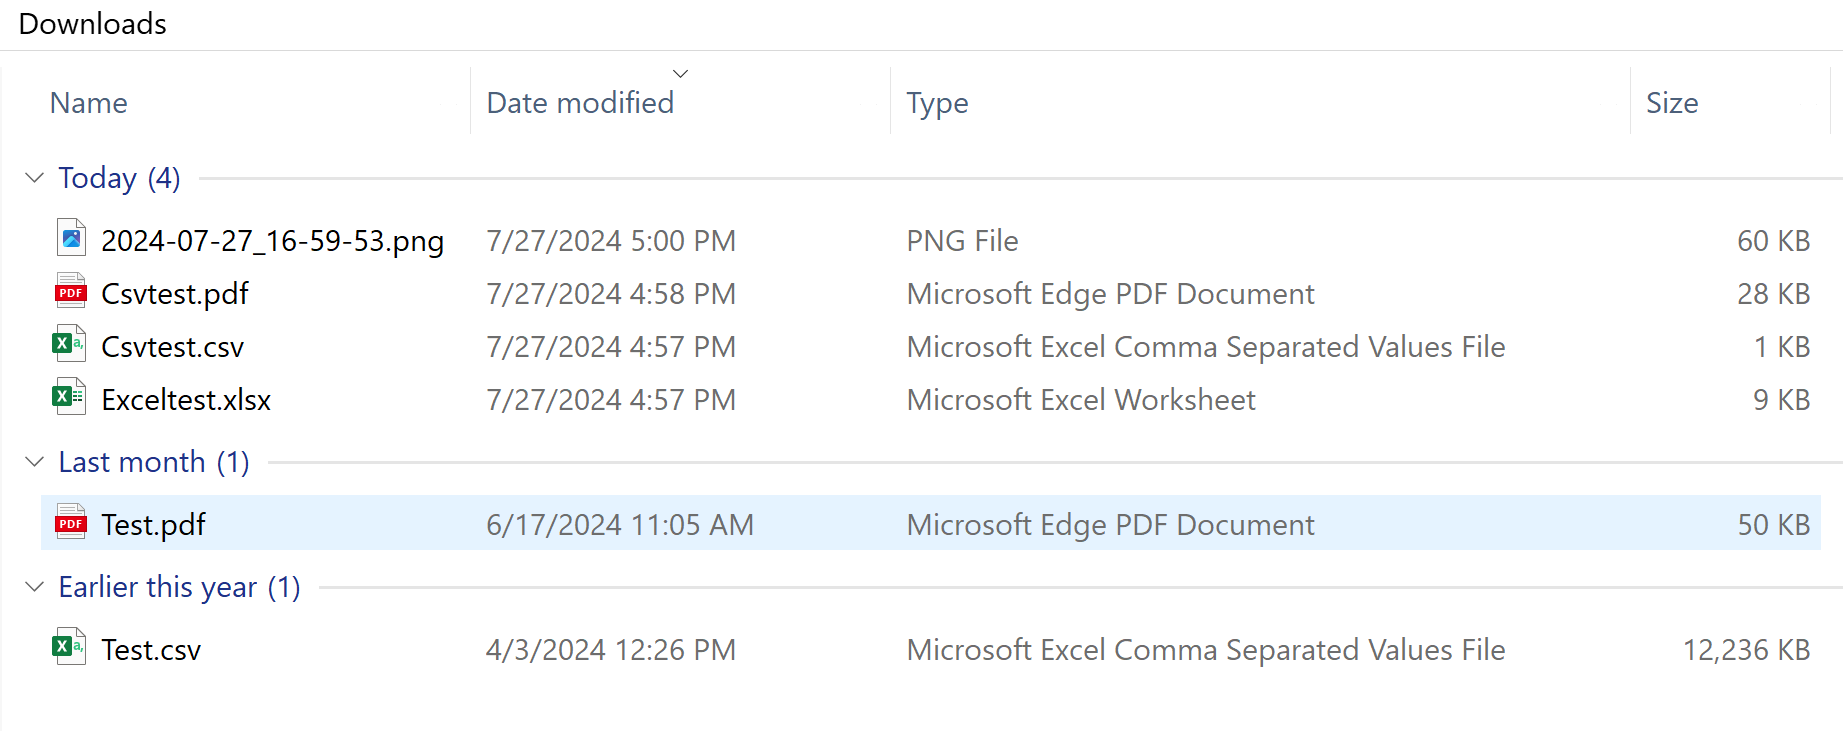 Downloads
Name Date modified Type Size
Today (4)
2024-07-27_16-59-53.png 7/27/2024 5:00 PM PNG File 60 KB
PDF Csvtest.pdf 7/27/2024 4:58 PM Microsoft Edge PDF Document 28 KB
X a, Csvtest.csv 7/27/2024 4:57 PM Microsoft Excel Comma Separated Values File 1 KB
X Exceltest.xlsx 7/27/2024 4:57 PM Microsoft Excel Worksheet 9 KB
Last month (1)
PDF Test.pdf 6/17/2024 11:05 AM Microsoft Edge PDF Document 50 KB
Earlier this year (1)
X a, Test.csv 4/3/2024 12:26 PM Microsoft Excel Comma Separated Values File 12,236 KB